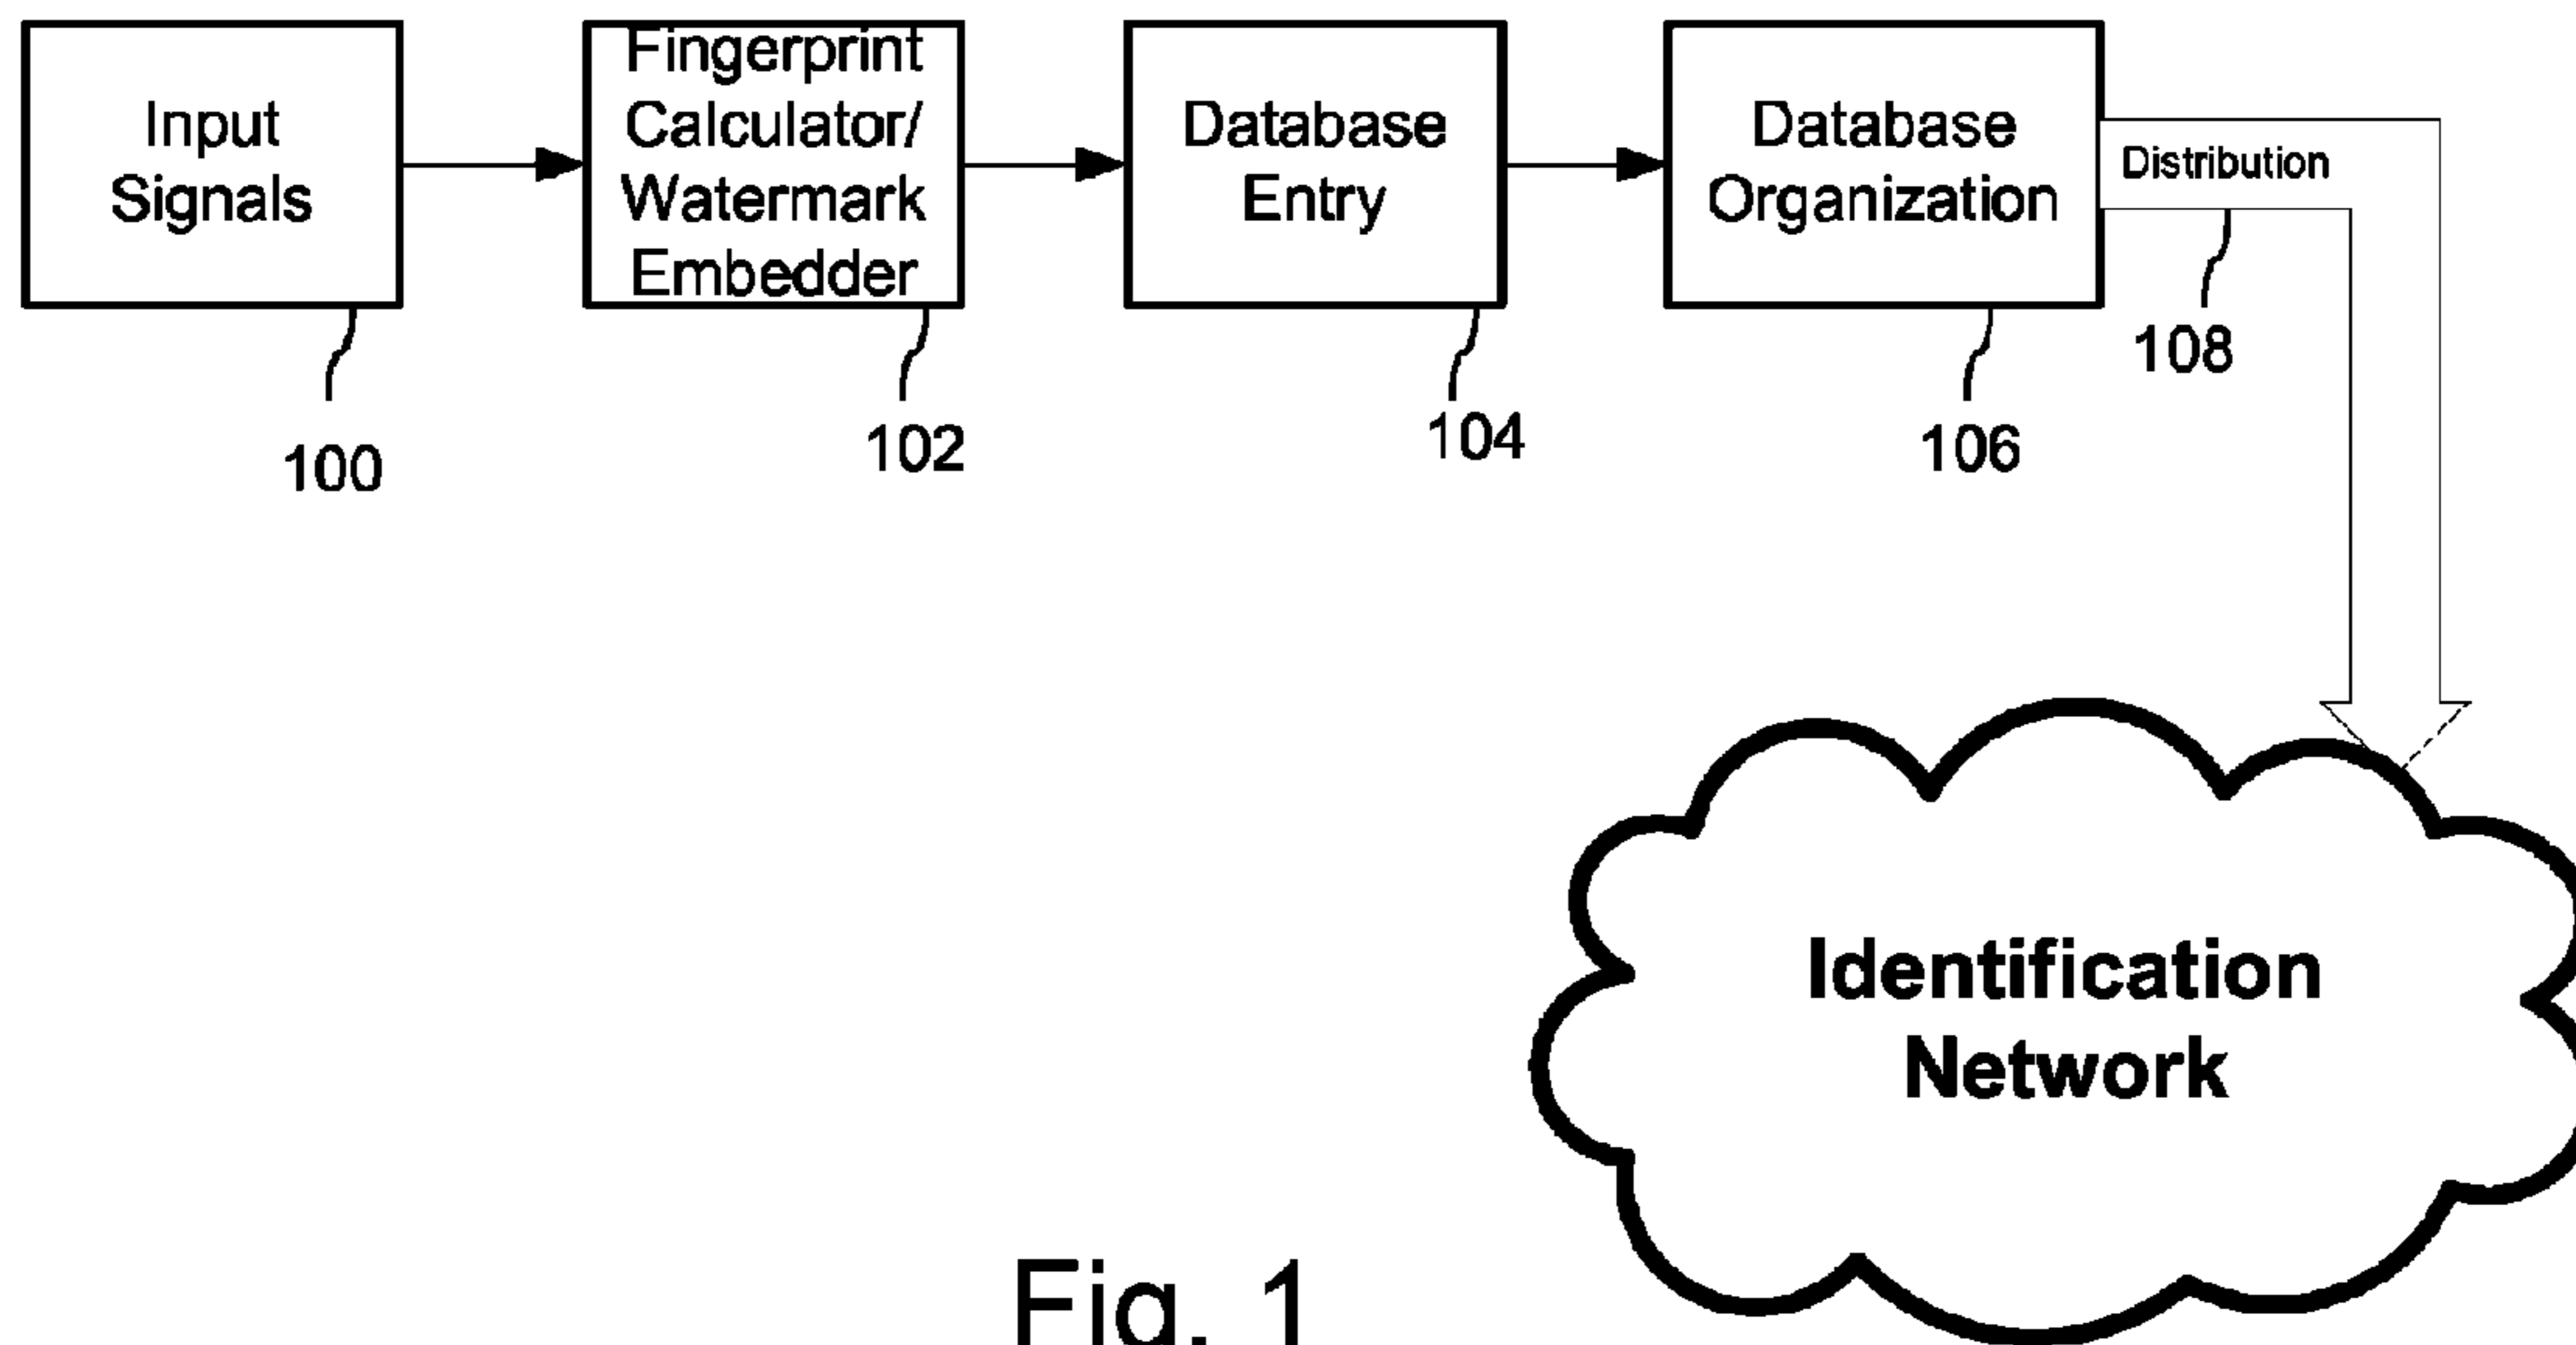 Input
Signals
Fingerprint
Calculator/
Watermark
Embedder
Database
Entry
Database
Organization
Distribution
100
102
104
106
108
Identification
Network
Fig. 1